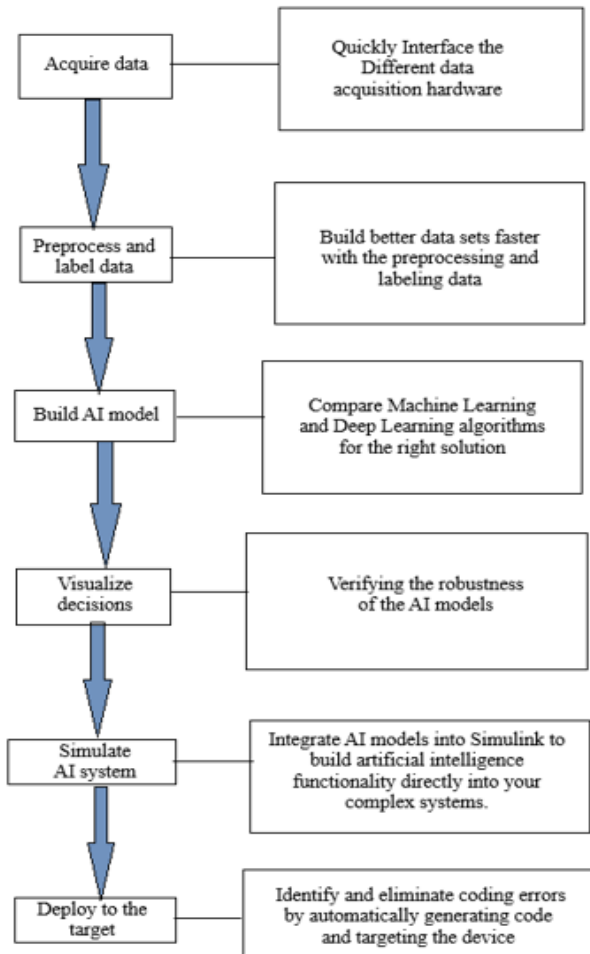 Acquire data
Quickly Interface the
Different data
acquisition hardware
Preprocess and
label data
Build better data sets faster
with the preprocessing and
labeling data
Build AI model
Compare Machine Learning
and Deep Learning algorithms
for the right solution
Visualize
decisions
Verifying the robustness
of the AI models
Simulate
AI system
Integrate AI models into Simulink to
build artificial intelligence
functionality directly into your
complex systems.
Deploy to the
target
Identify and eliminate coding errors
by automatically generating code
and targeting the device